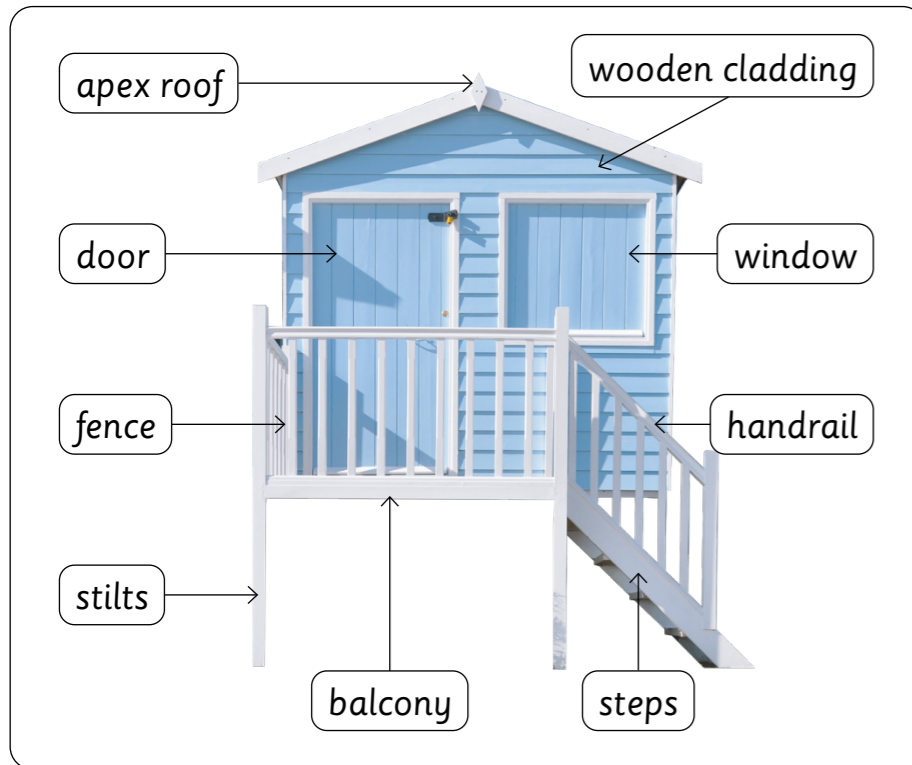 apex roof
wooden cladding
door
window
fence
handrail
stilts
balcony
steps